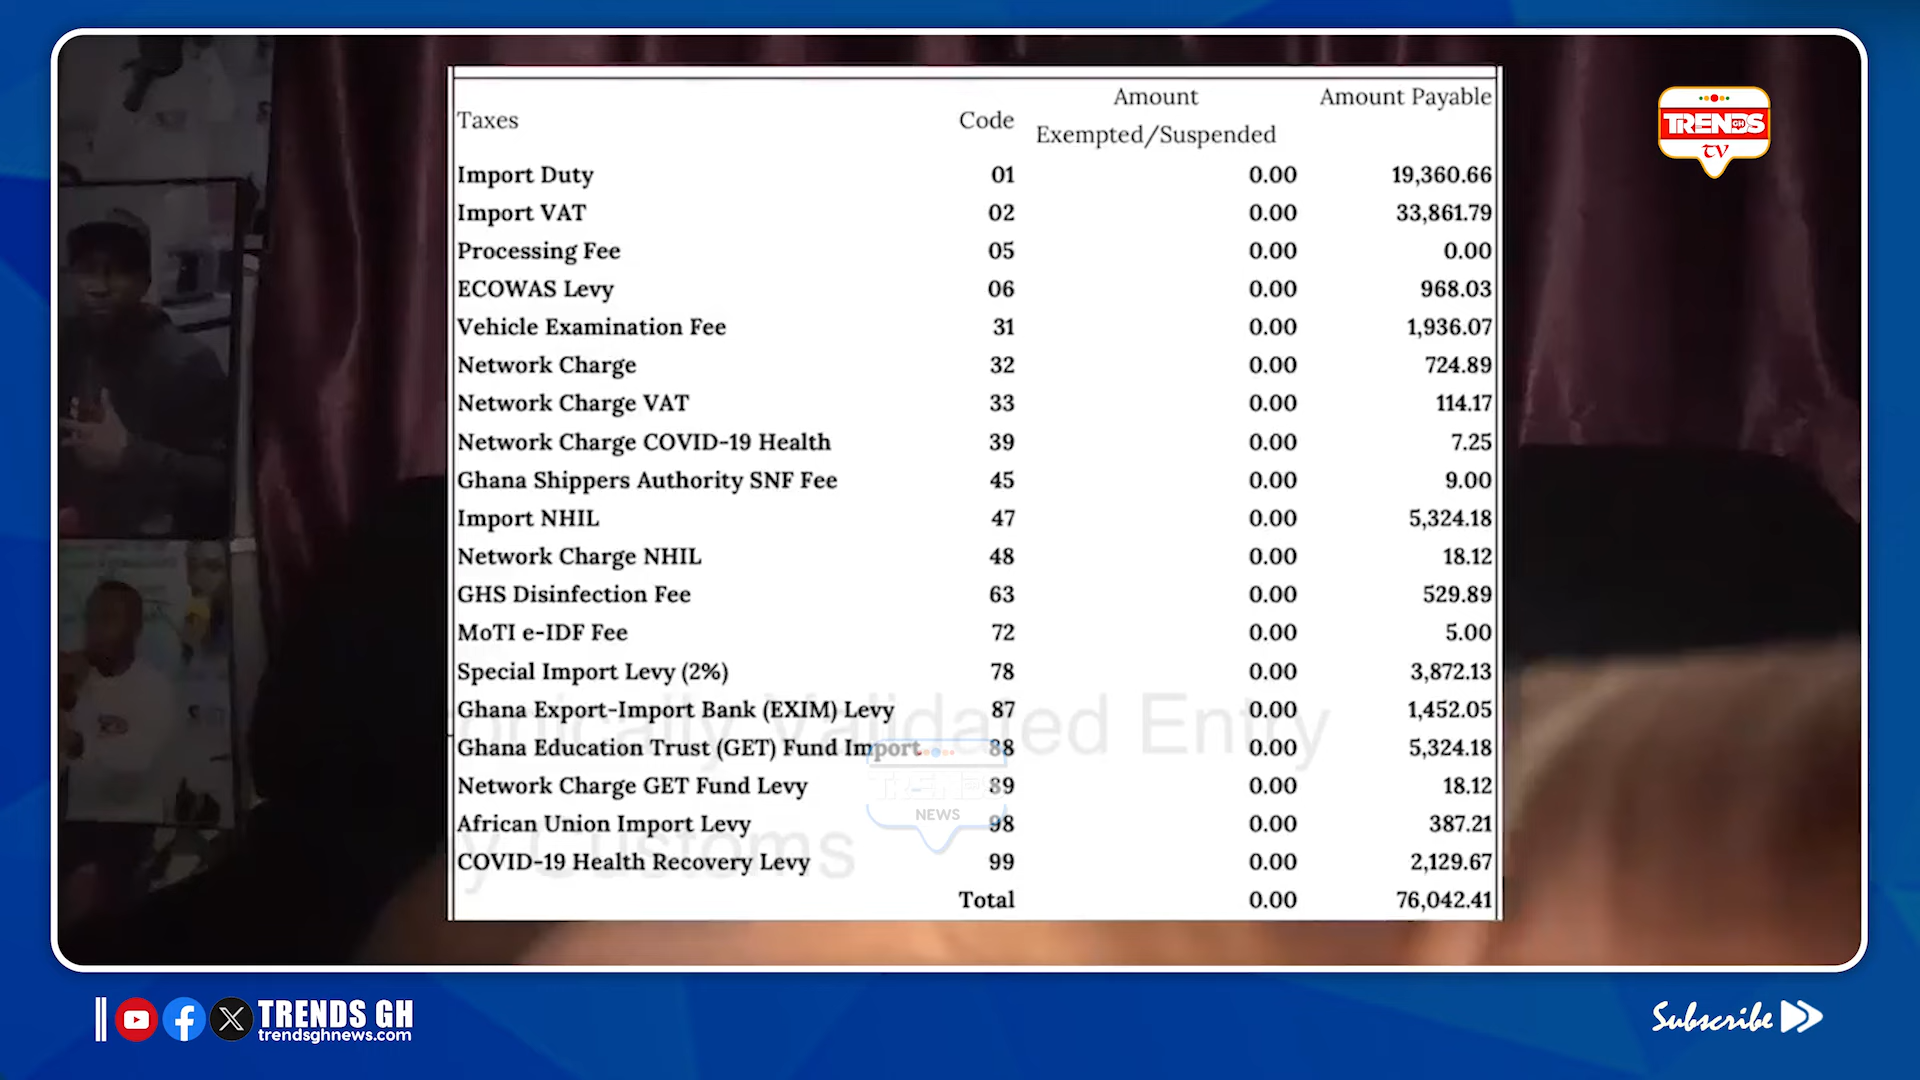 Taxes Code Amount Exempted/Suspended Amount Payable
Import Duty 01 0.00 19,360.66
Import VAT 02 0.00 33,861.79
Processing Fee 05 0.00 0.00
ECOWAS Levy 06 0.00 968.03
Vehicle Examination Fee 31 0.00 1,936.07
Network Charge 32 0.00 724.89
Network Charge VAT 33 0.00 114.17
Network Charge COVID-19 Health 39 0.00 7.25
Ghana Shippers Authority SNF Fee 45 0.00 9.00
Import NHIL 47 0.00 5,324.18
Network Charge NHIL 48 0.00 18.12
GHS Disinfection Fee 63 0.00 529.89
MoTI e-IDF Fee 72 0.00 5.00
Special Import Levy (2%) 78 0.00 3,872.13
Ghana Export-Import Bank (EXIM) Levy 87 0.00 1,452.05
Ghana Education Trust (GET) Fund Import 88 0.00 5,324.18
Network Charge GET Fund Levy 89 0.00 18.12
African Union Import Levy 98 0.00 387.21
COVID-19 Health Recovery Levy 99 0.00 2,129.67
Total 0.00 76,042.41
Validated Entry
Customs
TRENDS
NEWS
TRENDS GH
TV
TRENDS GH
trendsghnews.com
Subscribe